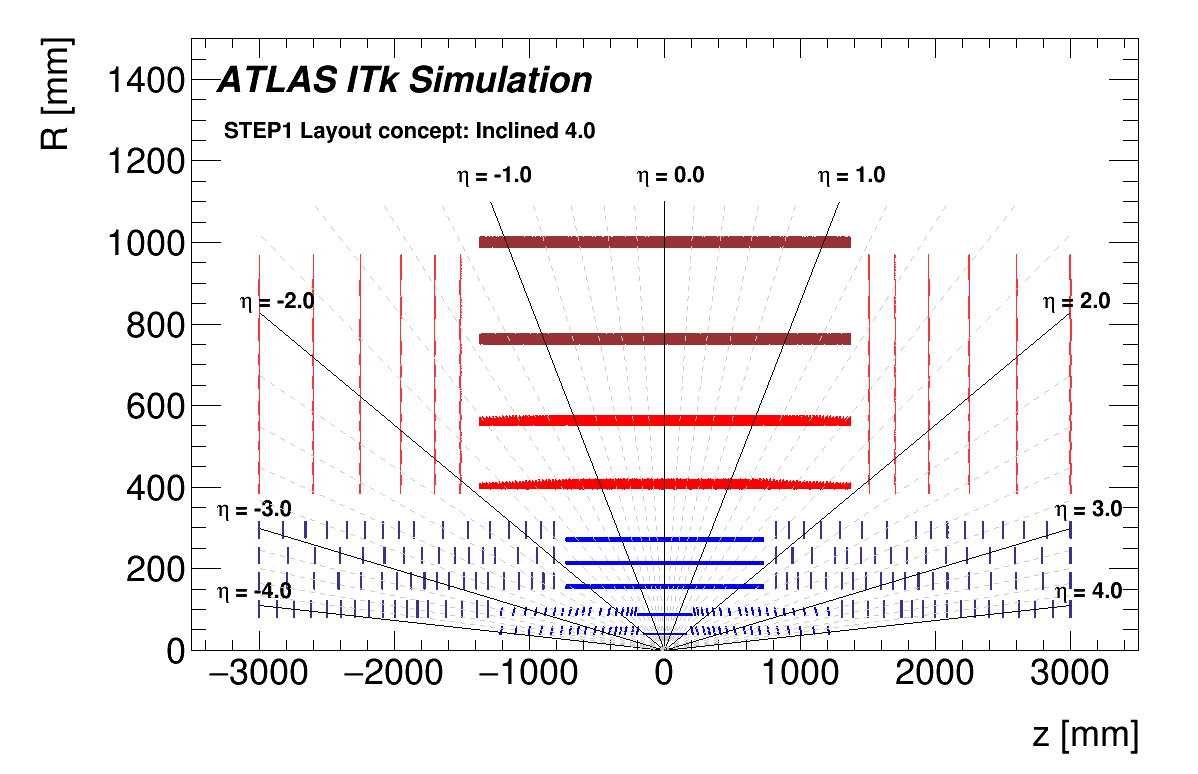 R [mm]
1400
1200
1000
800
600
400
200
0
ATLAS ITk Simulation
STEP1 Layout concept: Inclined 4.0
η = -1.0
η = 0.0
η = 1.0
η = -2.0
η = 2.0
η = -3.0
η = 3.0
η = -4.0
η = 4.0
−3000
−2000
−1000
0
1000
2000
3000
z [mm]